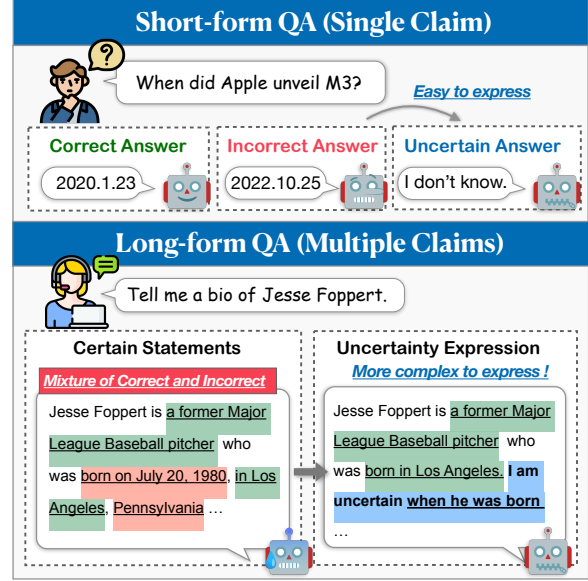 Short-form QA (Single Claim)
?
When did Apple unveil M3?
Easy to express
Correct Answer
Incorrect Answer
Uncertain Answer
2020.1.23
2022.10.25
I don't know.
Long-form QA (Multiple Claims)
Tell me a bio of Jesse Foppert.
Certain Statements
Mixture of Correct and Incorrect
Jesse Foppert is a former Major
League Baseball pitcher who
was born on July 20, 1980, in Los
Angeles, Pennsylvania …
Uncertainty Expression
More complex to express !
Jesse Foppert is a former Major
League Baseball pitcher who
was born in Los Angeles. I am
uncertain when he was born
…